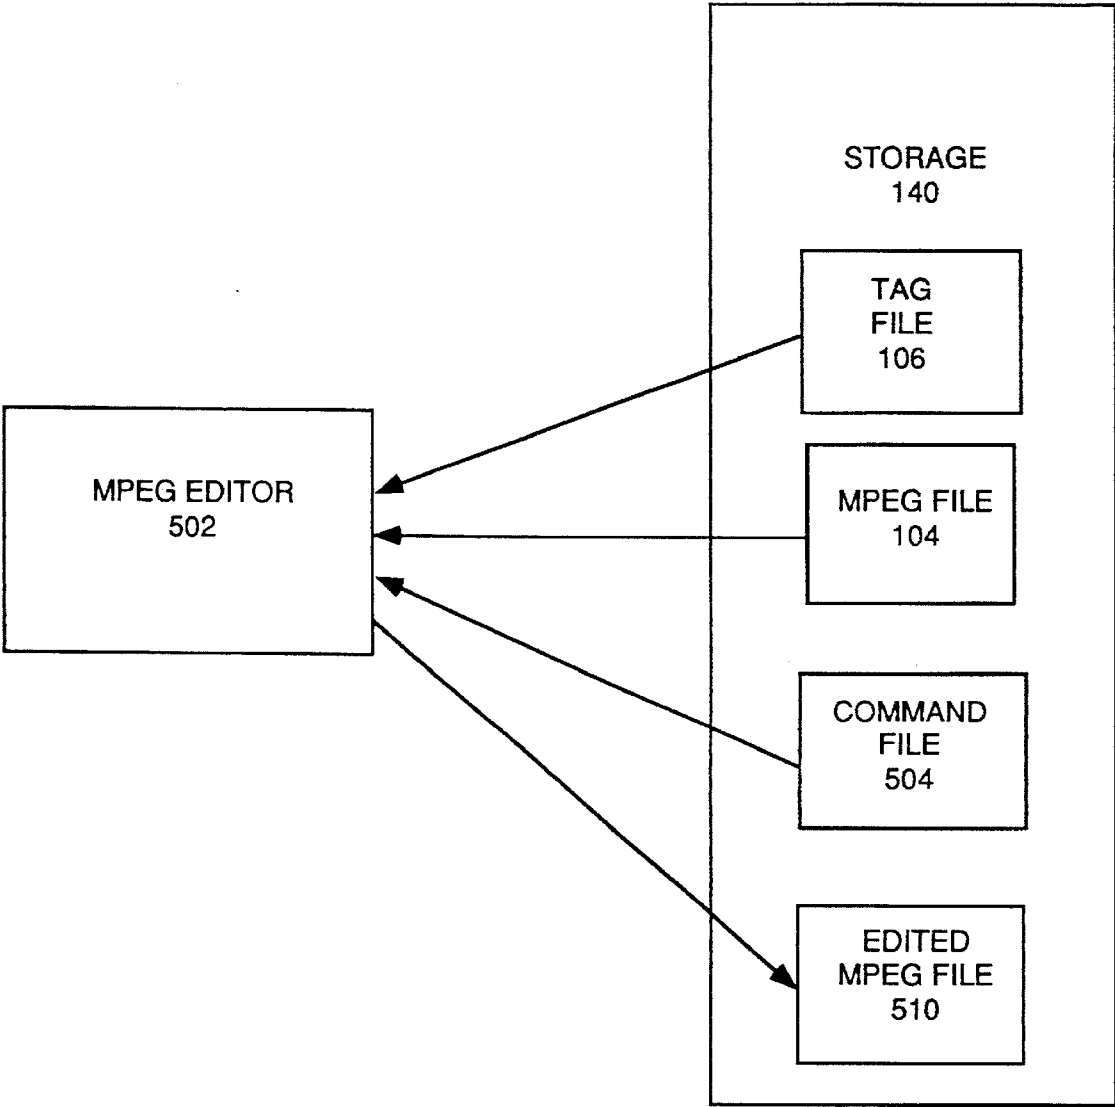 STORAGE
140
TAG
FILE
106
MPEG EDITOR
502
MPEG FILE
104
COMMAND
FILE
504
EDITED
MPEG FILE
510